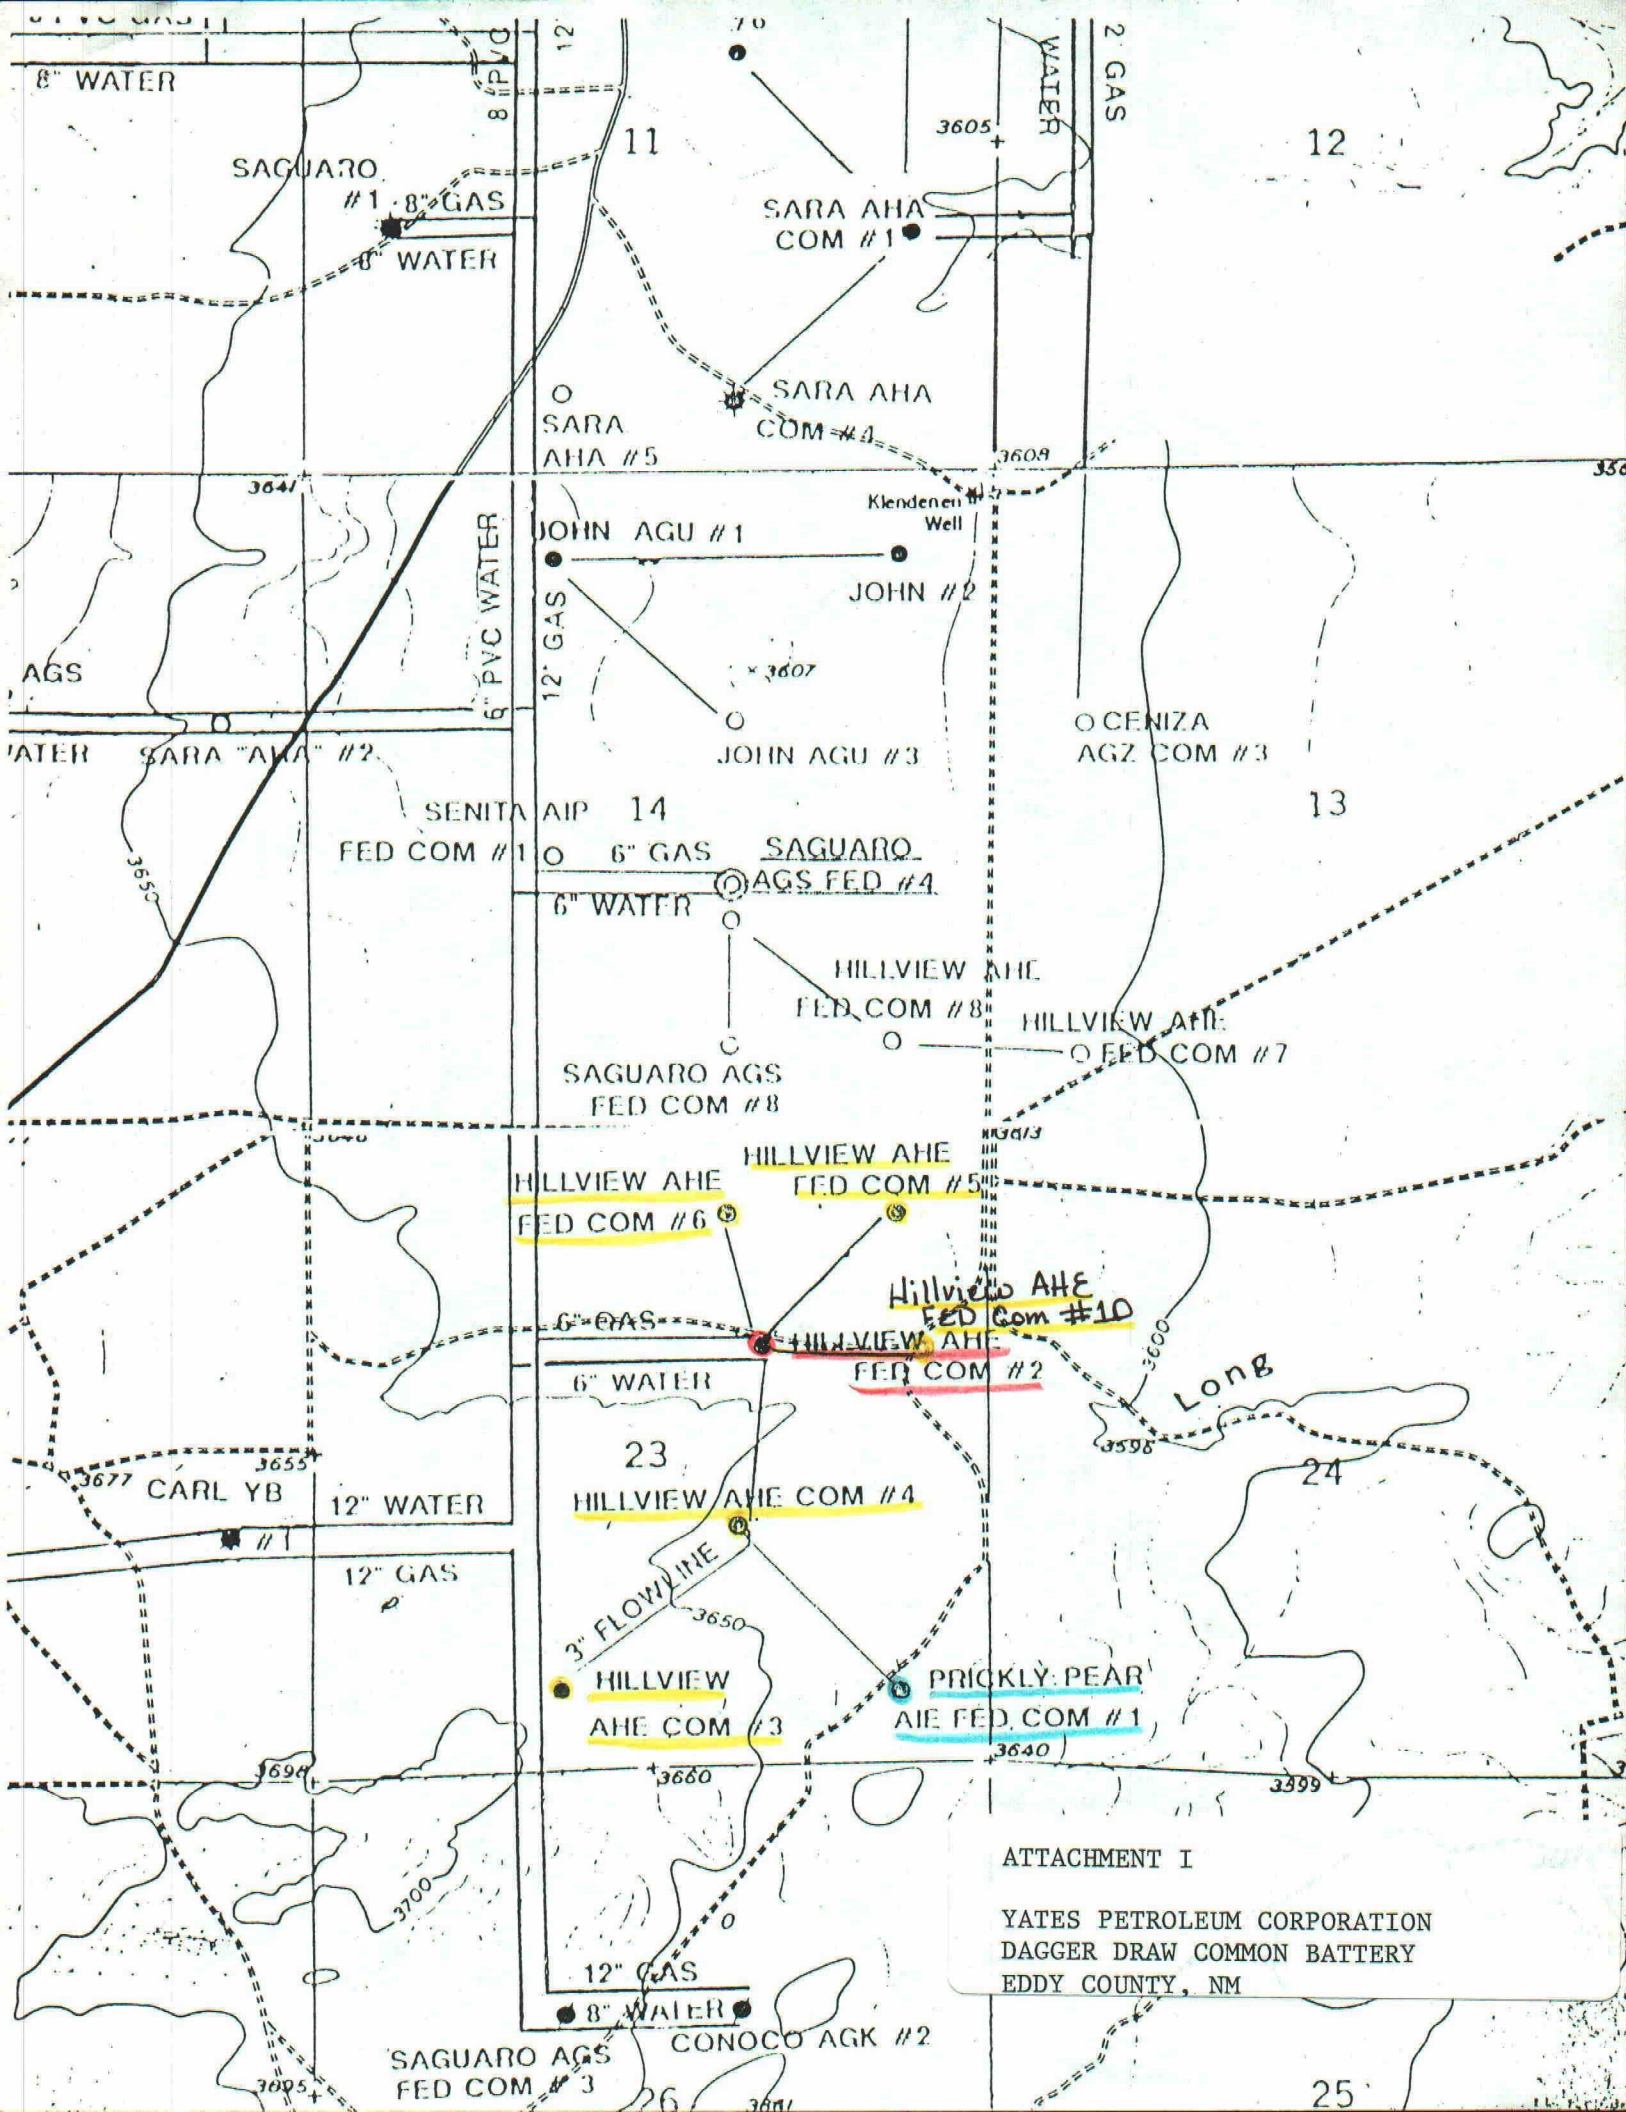 8" WATER
8 PVC
12
WATER
2 GAS
11
3605
12
SAGUARO
#1
8" GAS
8" WATER
SARA AHA
COM #1
SARA AHA
COM #4
SARA
AHA #5
3641
3609
Klendenen
Well
JOHN AGU #1
JOHN #2
6" PVC WATER
12" GAS
×3607
AGS
SARA "AHA" #2
JOHN AGU #3
CENIZA
AGZ COM #3
SENITA AIP
14
13
FED COM #1
6" GAS
SAGUARO
AGS FED #4
6" WATER
3650
HILLVIEW AHE
FED COM #8
HILLVIEW AHE
FED COM #7
SAGUARO AGS
FED COM #8
3613
HILLVIEW AHE
FED COM #5
HILLVIEW AHE
FED COM #6
Hillview AHE
FED Com #10
6" GAS
HILLVIEW AHE
FED COM #2
6" WATER
3600
LONG
3596
23
24
3655
3677
CARL YB
#1
12" WATER
12" GAS
HILLVIEW AHE COM #4
3" FLOWLINE
3650
HILLVIEW
AHE COM #3
PRICKLY PEAR
AIE FED. COM #1
3640
3698
3660
3599
3700
ATTACHMENT I
YATES PETROLEUM CORPORATION
DAGGER DRAW COMMON BATTERY
EDDY COUNTY, NM
12" GAS
8" WATER
CONOCO AGK #2
SAGUARO AGS
FED COM # 3
3695
26
25